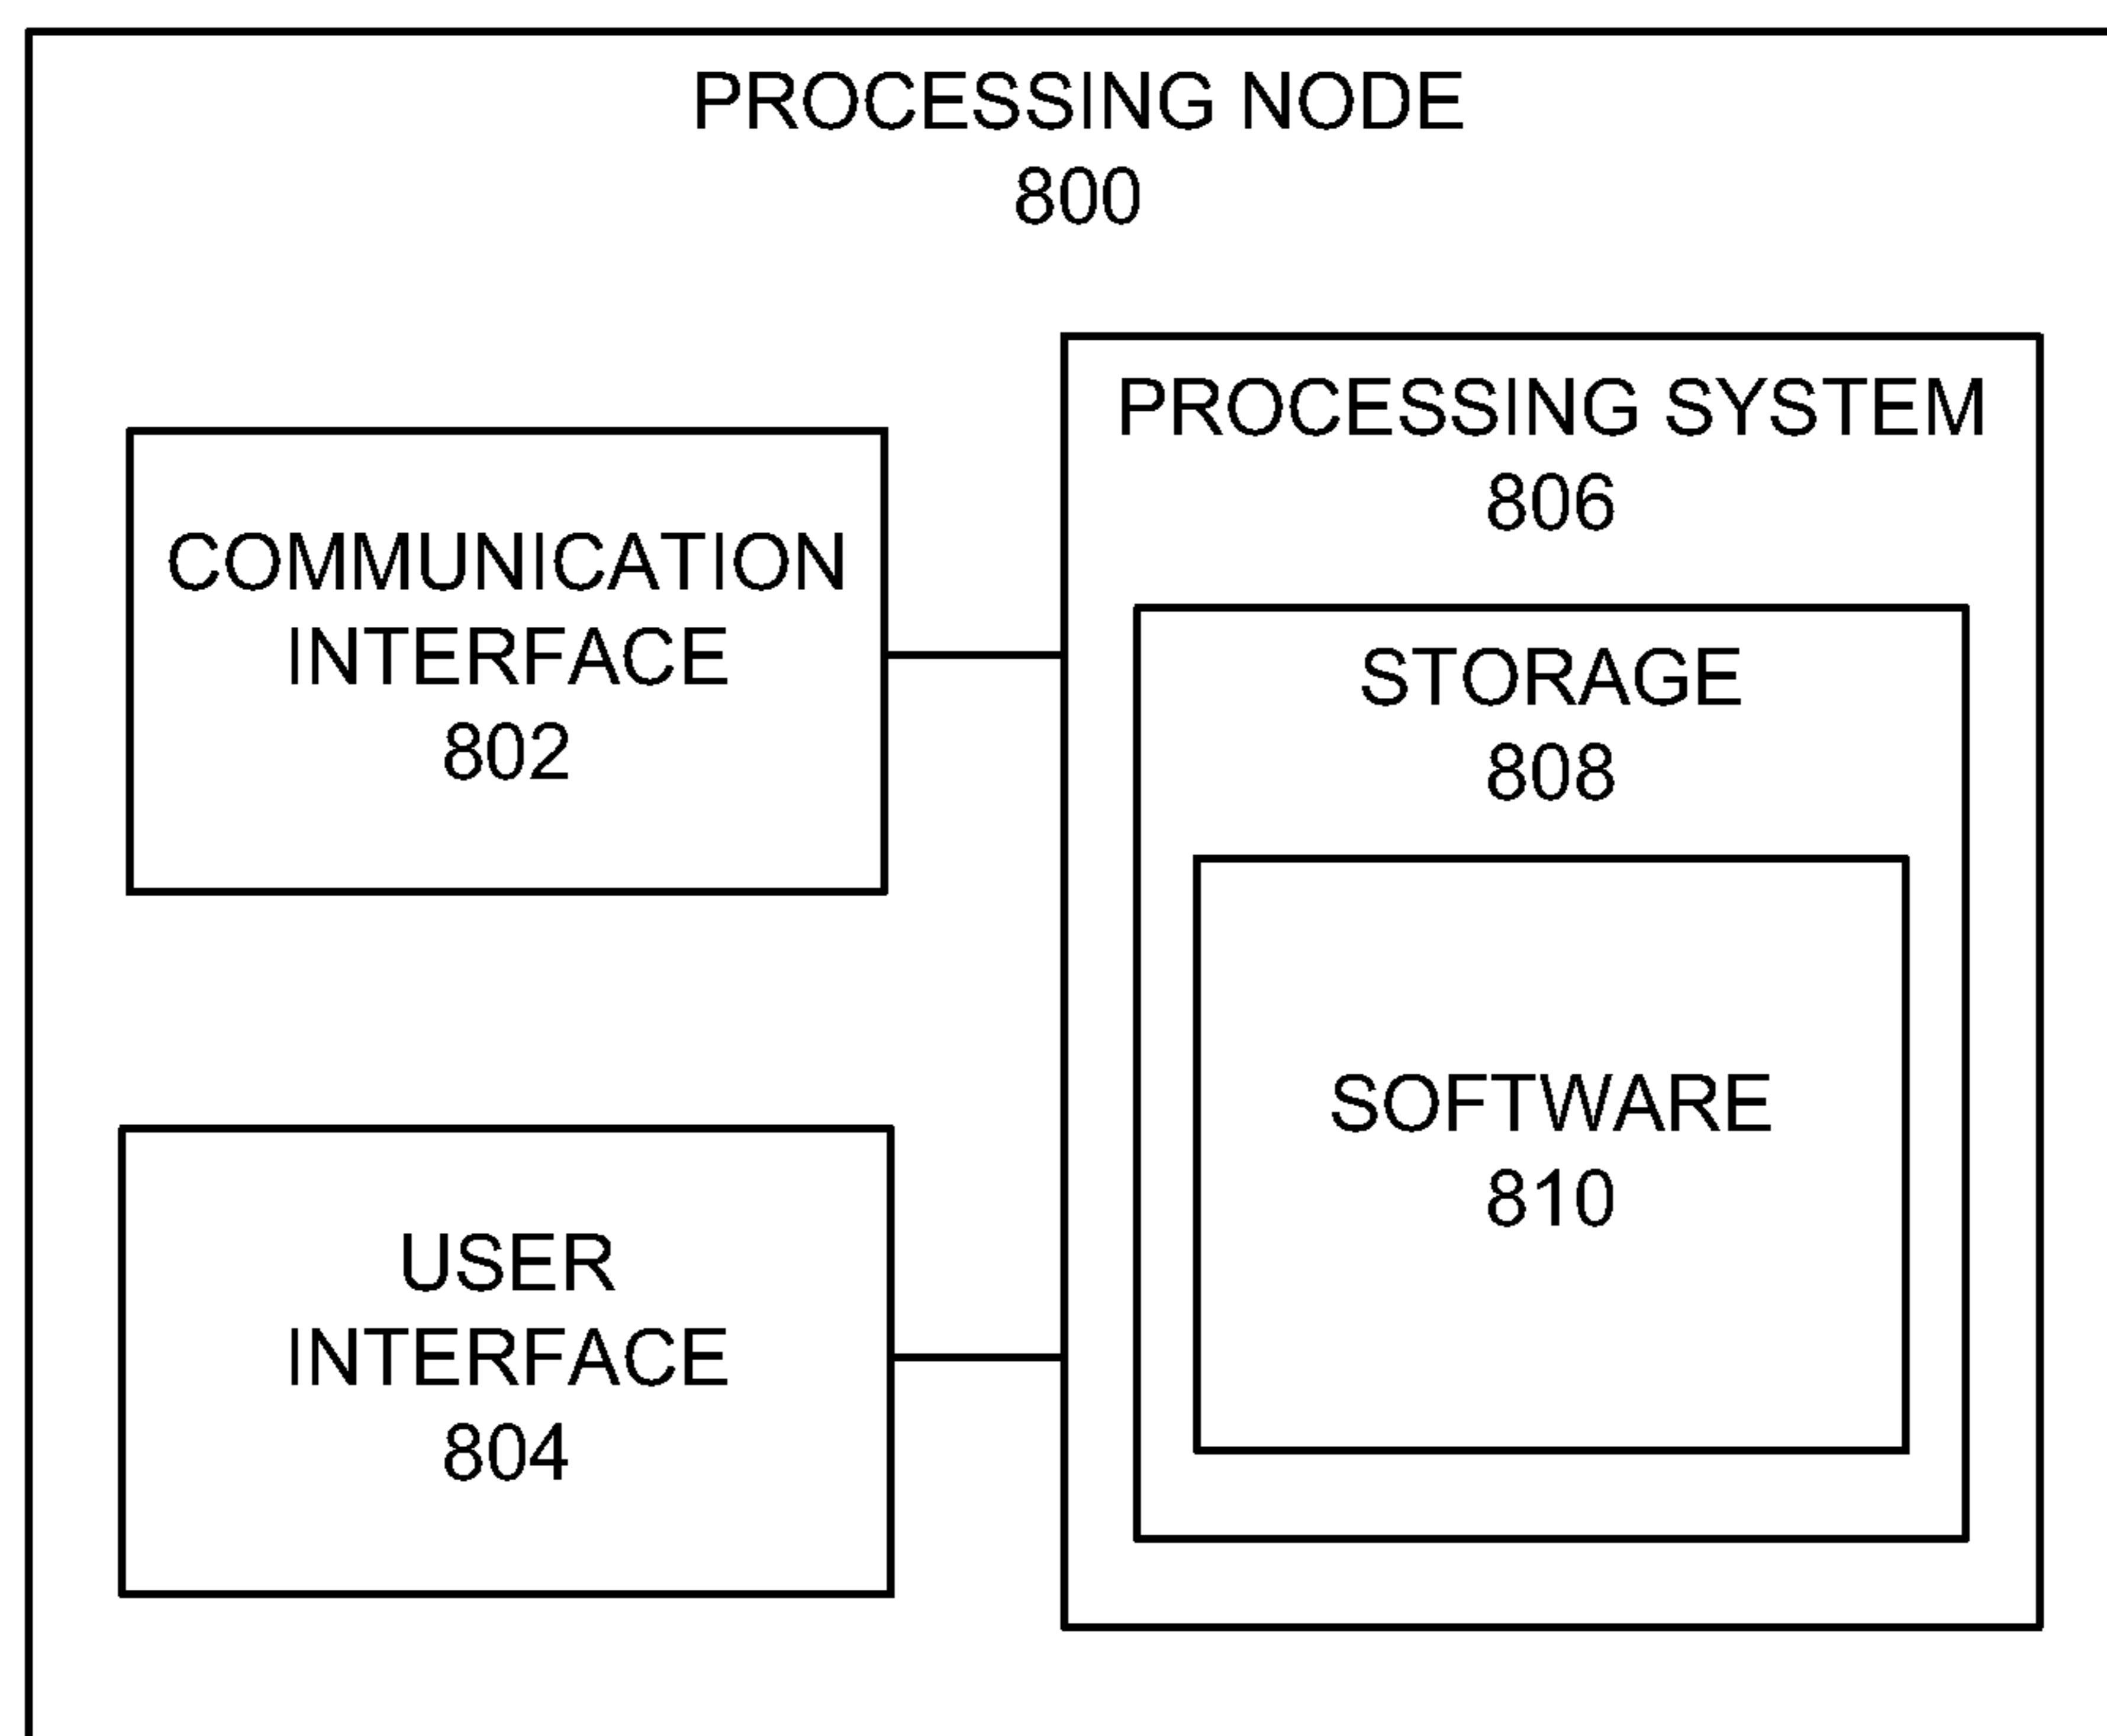 PROCESSING NODE
800
COMMUNICATION
INTERFACE
802
USER
INTERFACE
804
PROCESSING SYSTEM
806
STORAGE
808
SOFTWARE
810